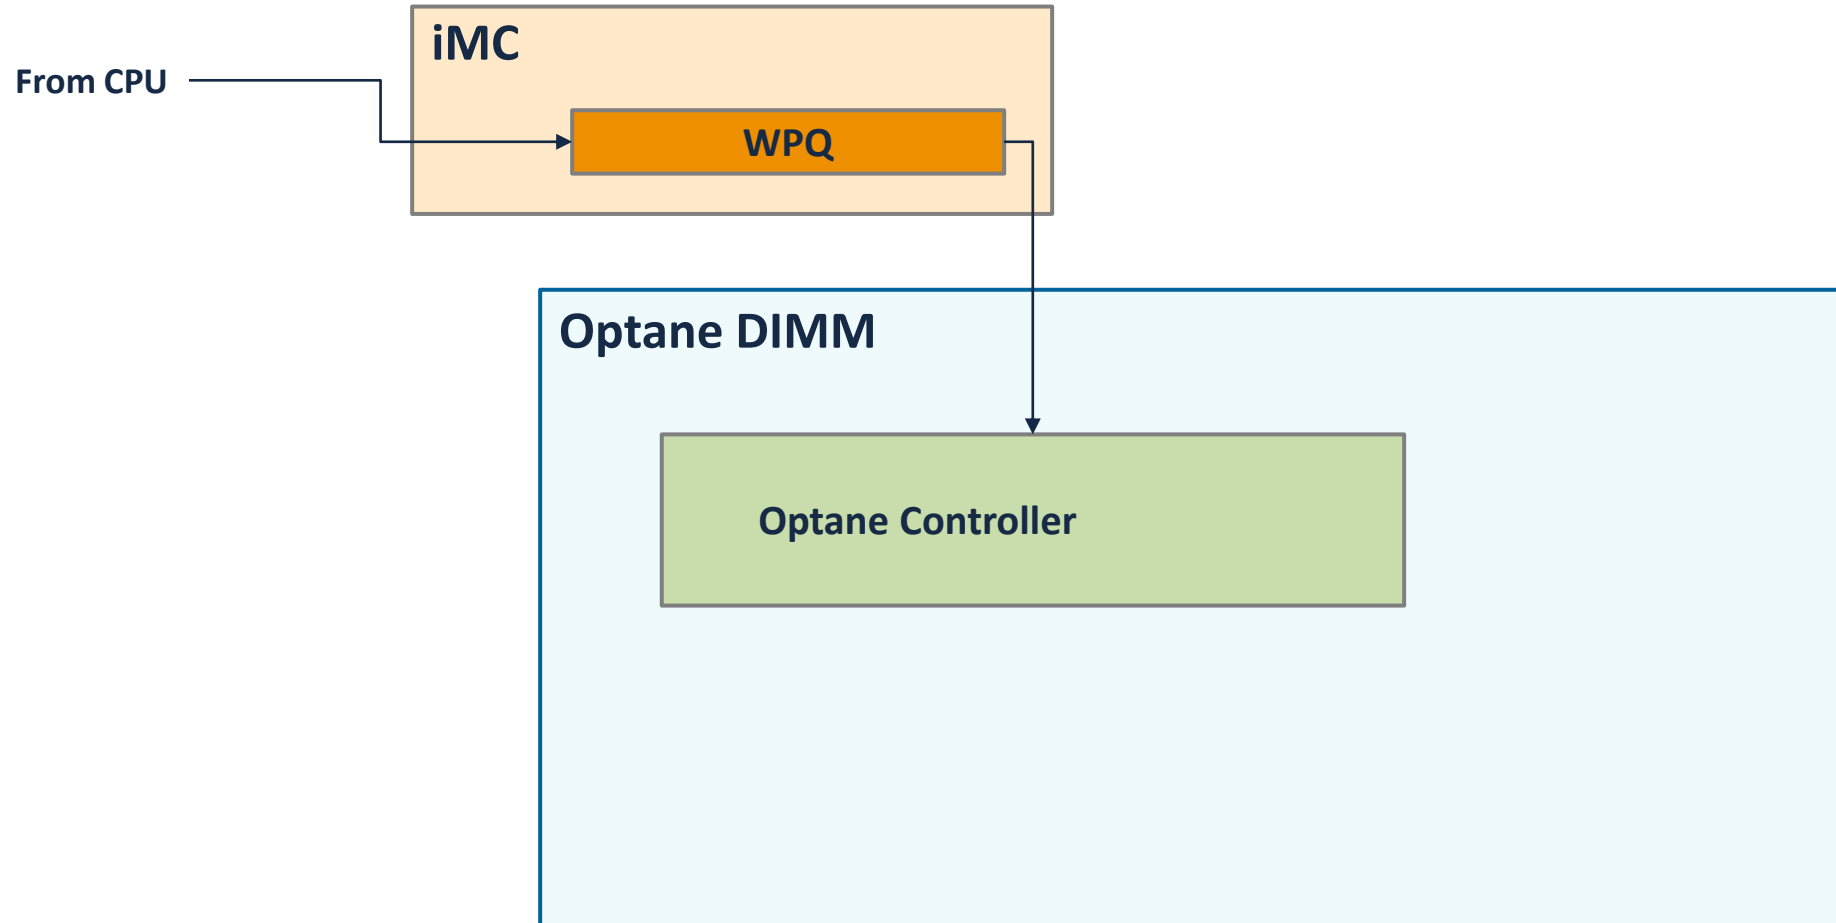 iMC
From CPU
WPQ
Optane DIMM
Optane Controller